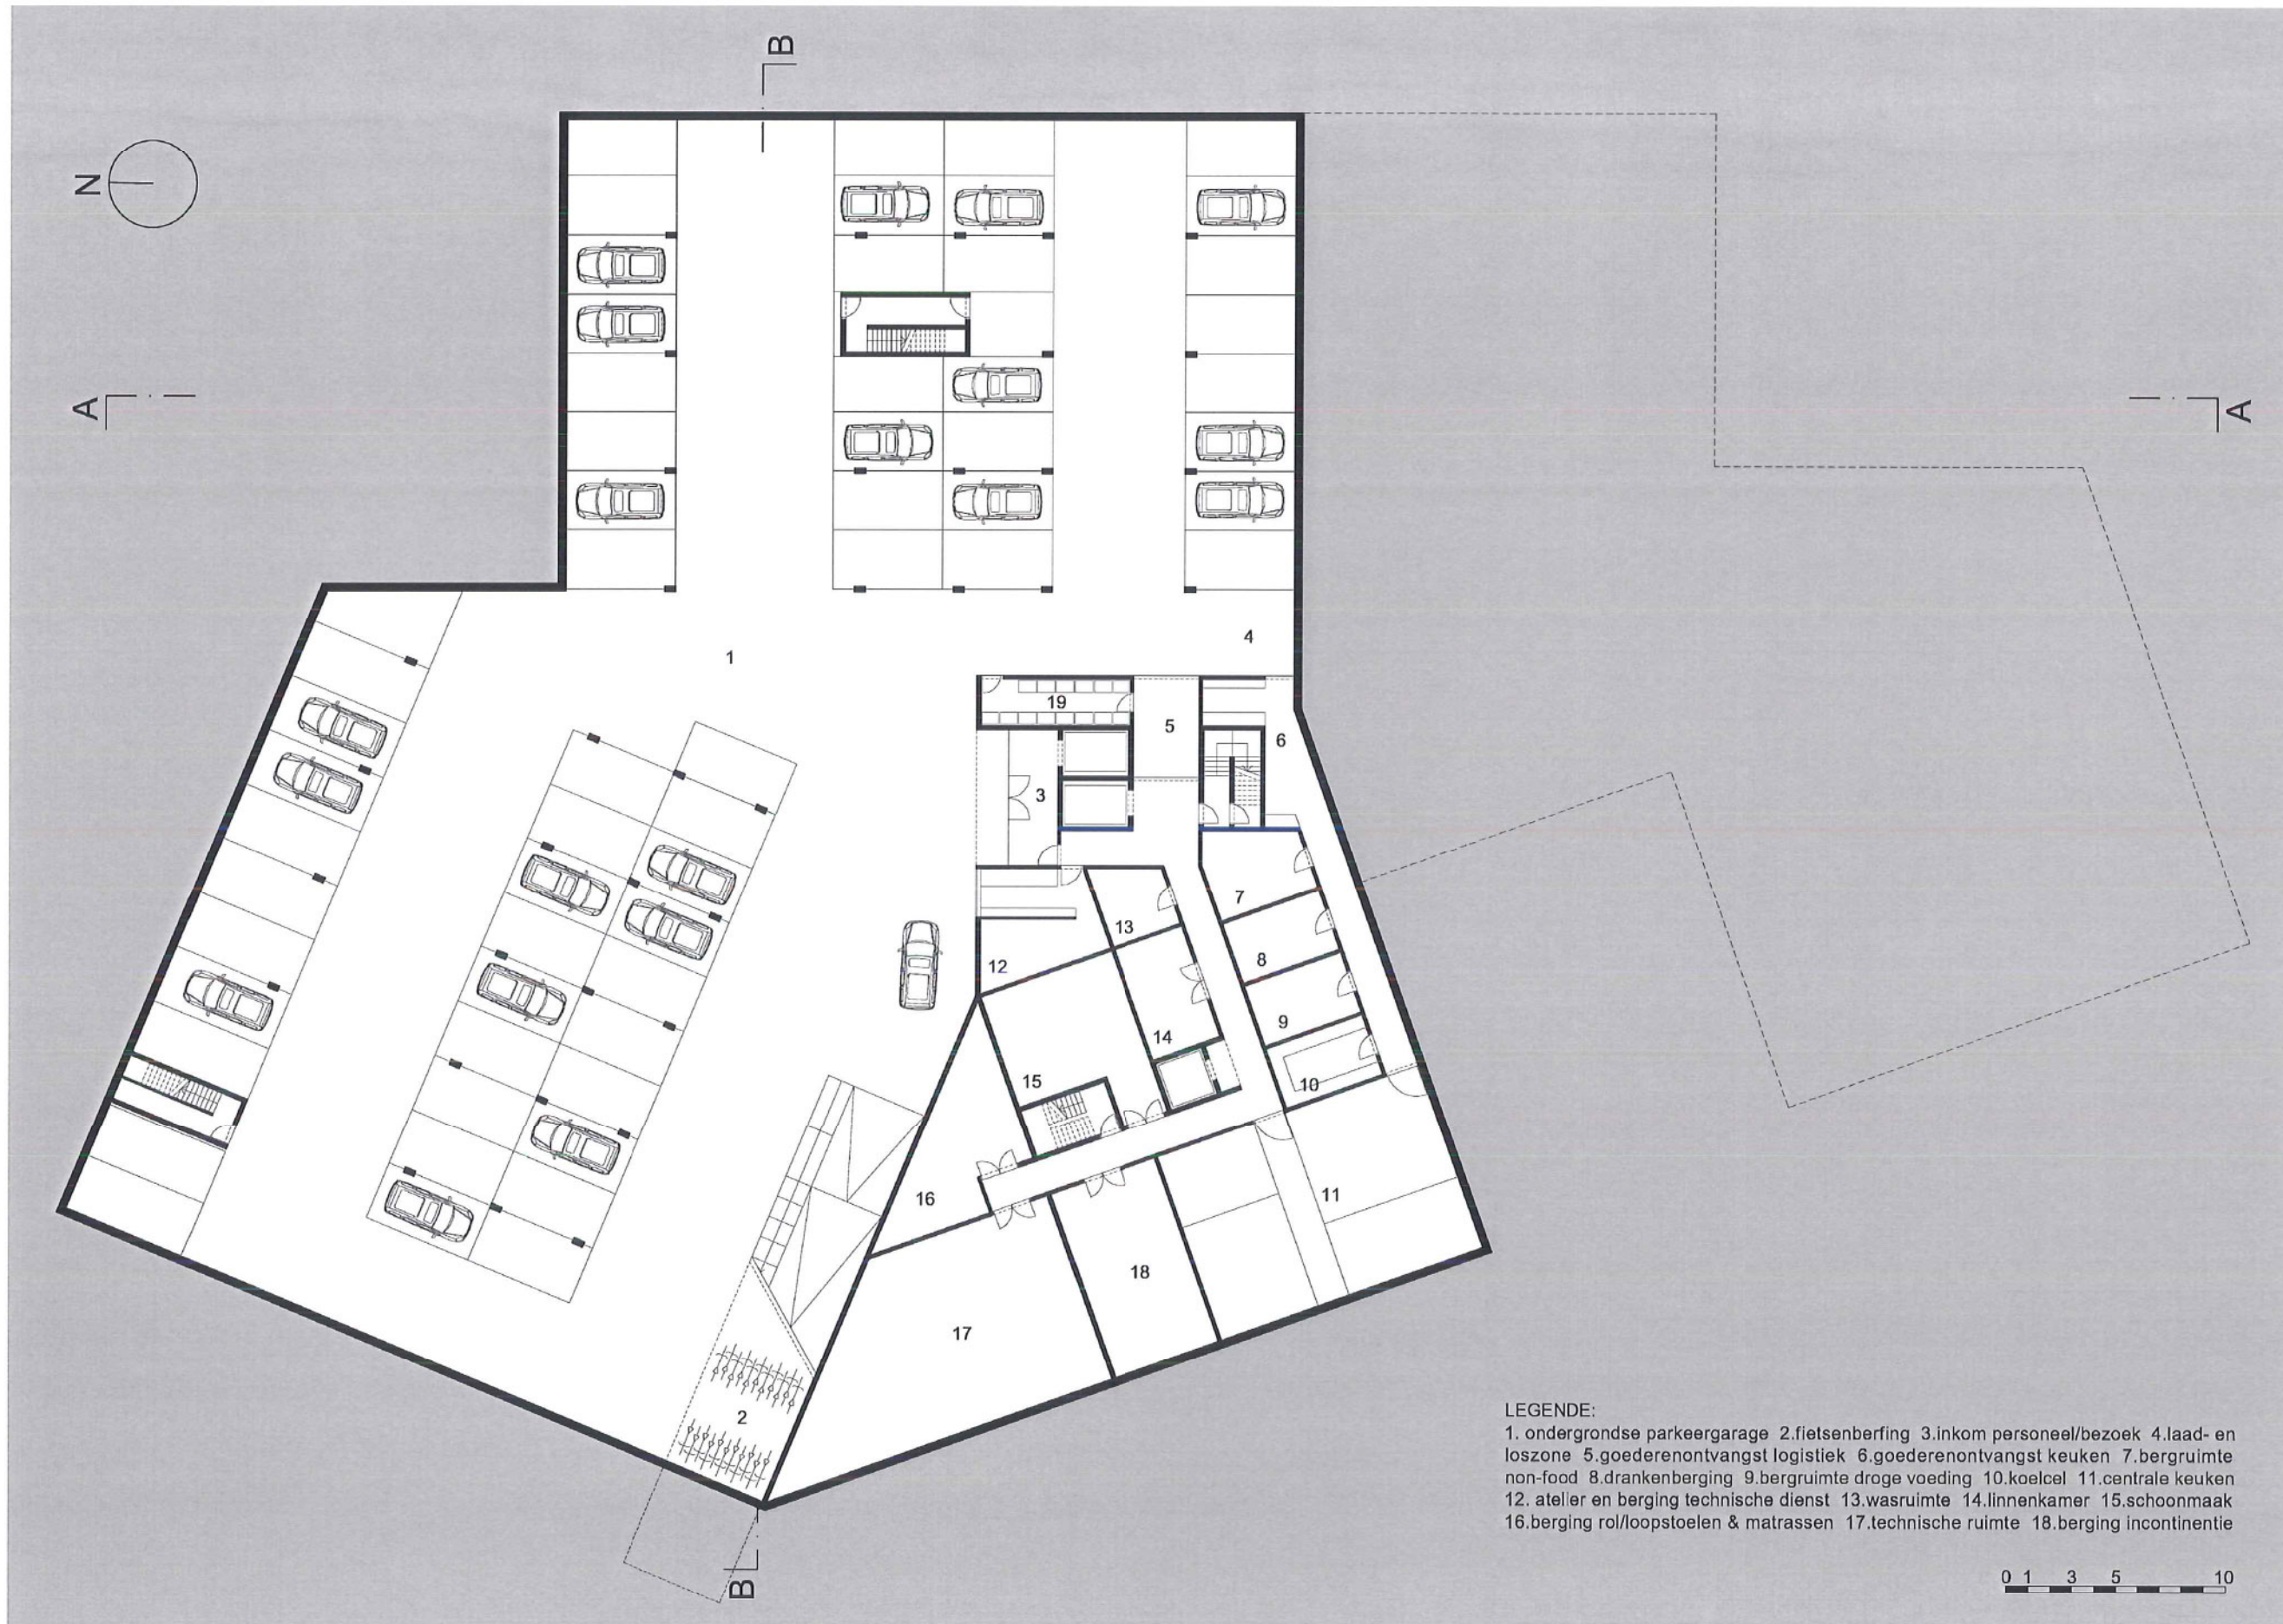 B
N
A
A
1
4
19
5
6
3
7
13
12
8
9
14
15
10
16
11
18
17
2
B
LEGENDE:
1. ondergrondse parkeergarage 2.fietsenberfing 3.inkom personeel/bezoek 4.laad- en
loszone 5.goederenontvangst logistiek 6.goederenontvangst keuken 7.bergruimte
non-food 8.drankenberging 9.bergruimte droge voeding 10.koelcel 11.centrale keuken
12. atelier en berging technische dienst 13.wasruimte 14.linnenkamer 15.schoonmaak
16.berging rol/loopstoelen & matrassen 17.technische ruimte 18.berging incontinentie
0 1 3 5 10